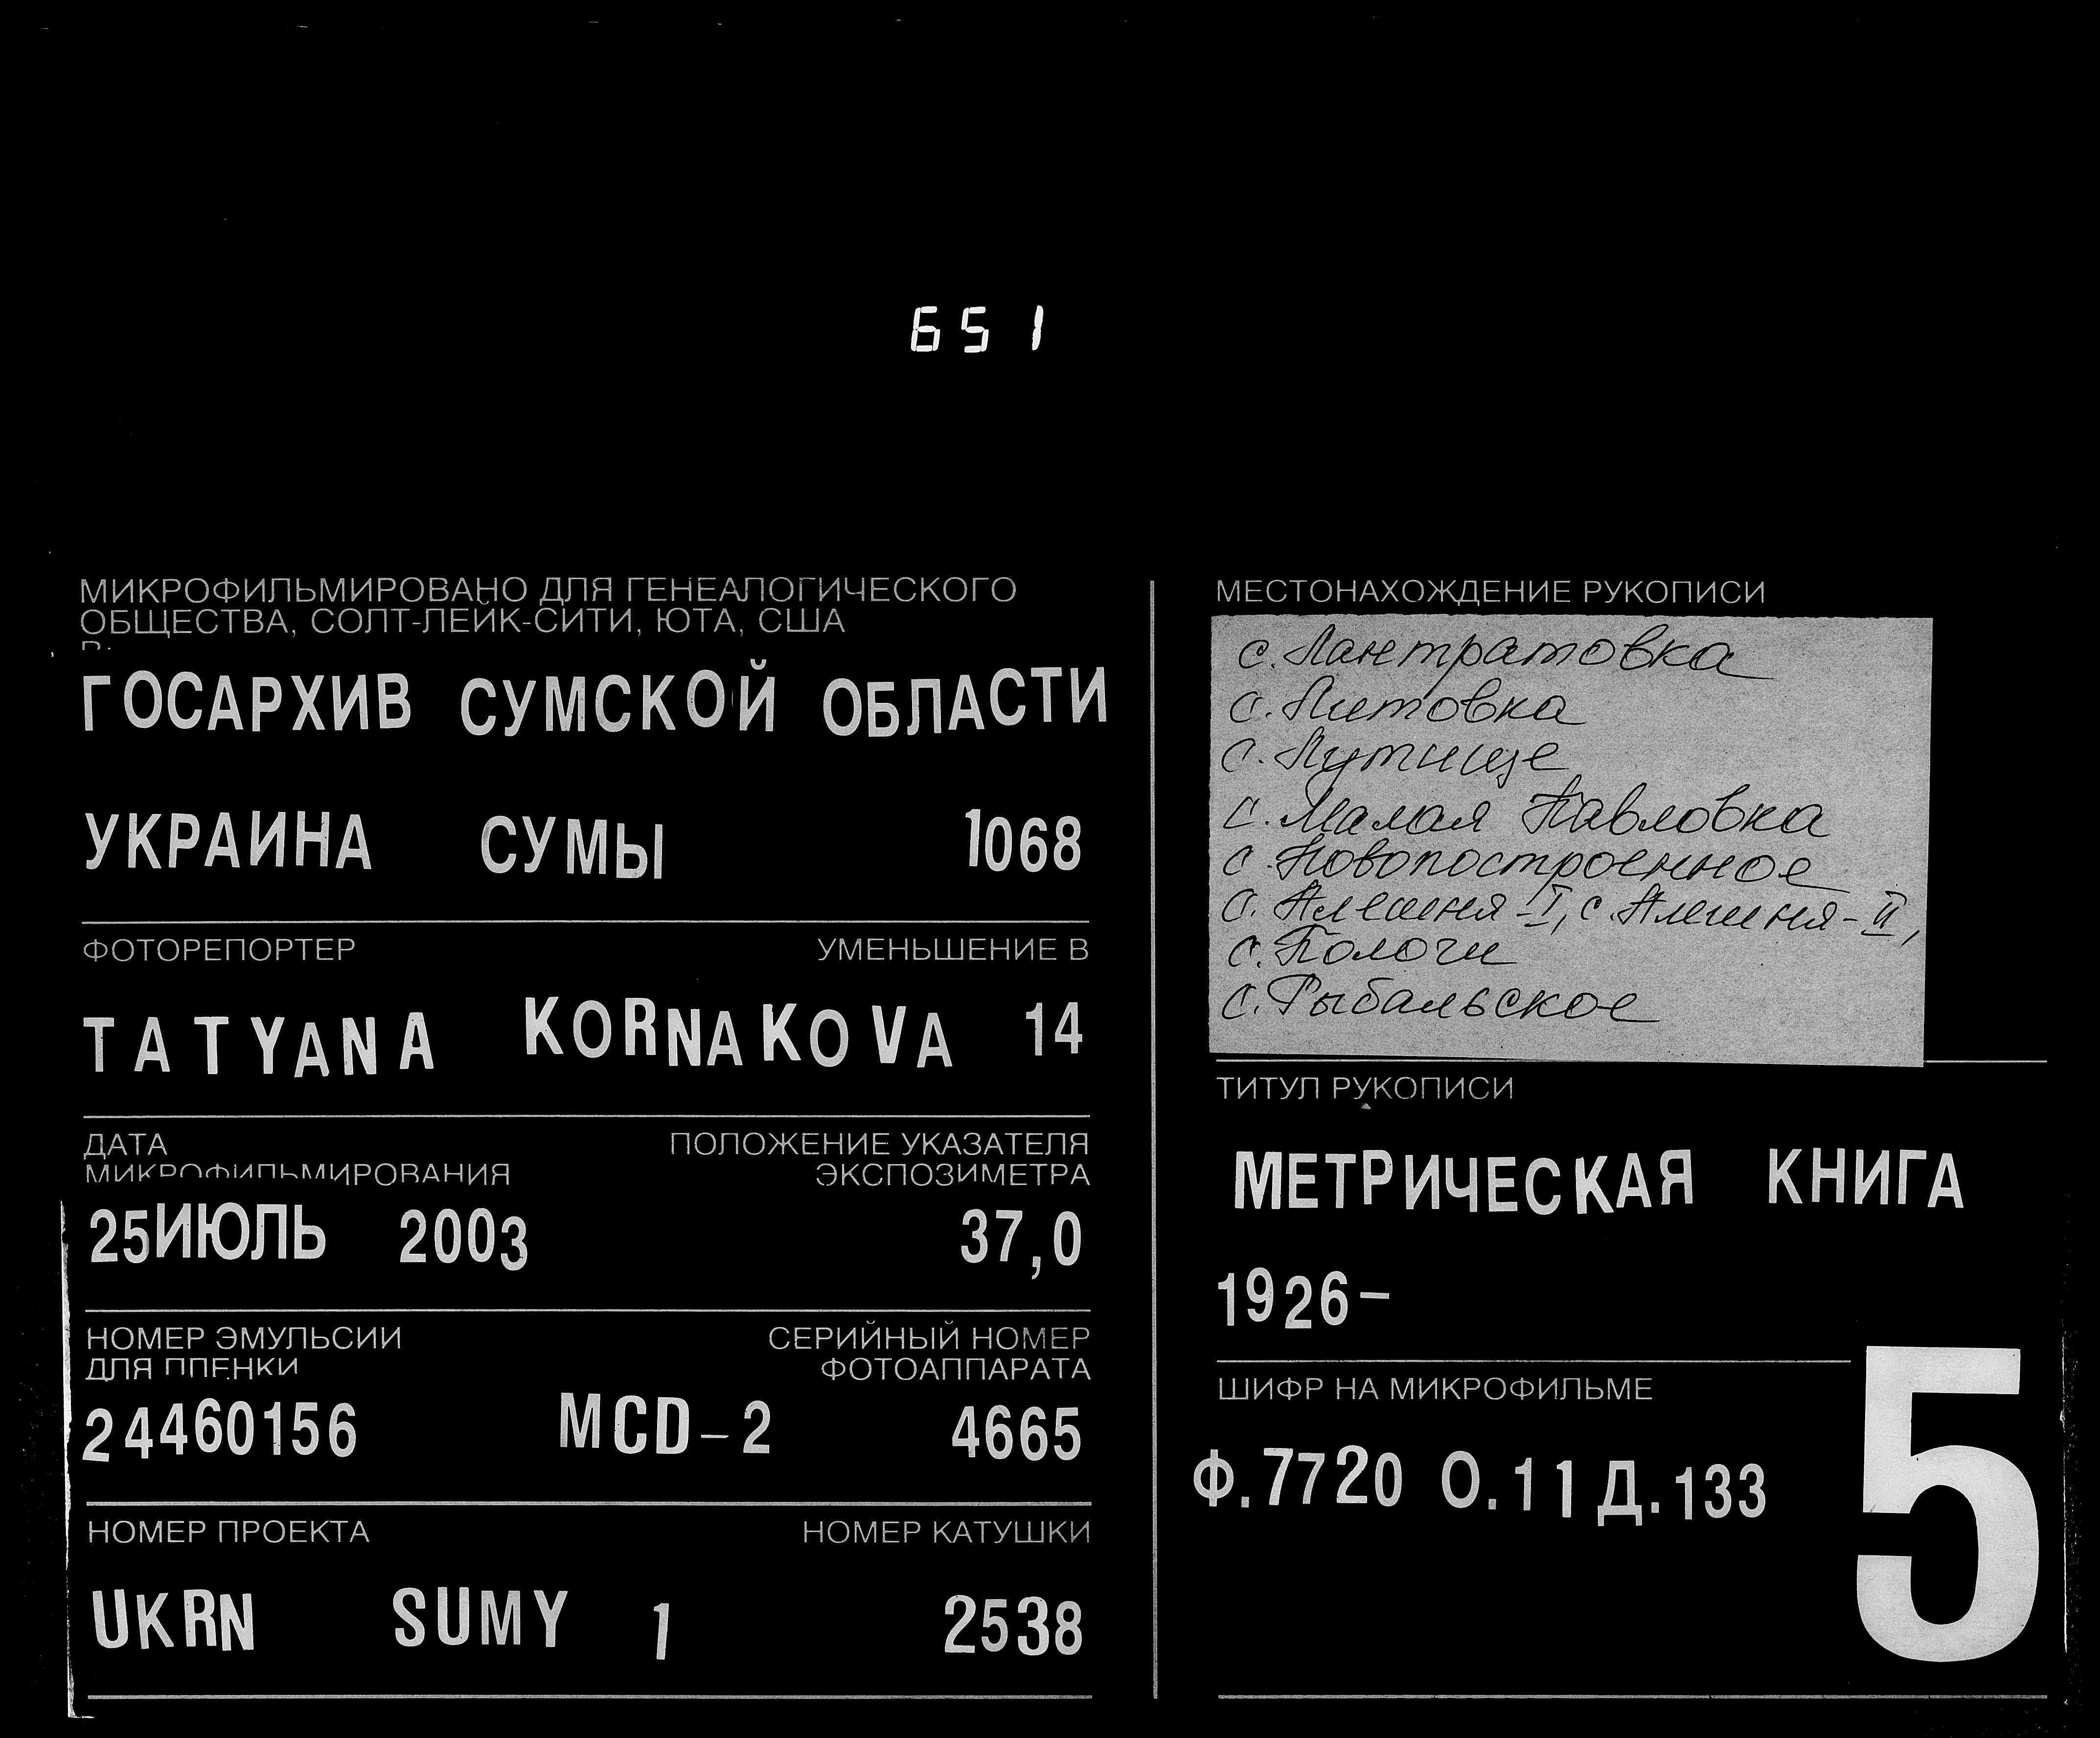 651
МИКРОФИЛЬМИРОВАНО ДЛЯ ГЕНЕАЛОГИЧЕСКОГО
ОБЩЕСТВА, СОЛТ-ЛЕЙК-СИТИ, ЮТА, США
ГОСАРХИВ СУМСКОЙ ОБЛАСТИ
УКРАИНА СУМЫ 1068
ФОТОРЕПОРТЕР УМЕНЬШЕНИЕ В
TATYANA KORNAKOVA 14
ДАТА ПОЛОЖЕНИЕ УКАЗАТЕЛЯ
МИКРОФИЛЬМИРОВАНИЯ ЭКСПОЗИМЕТРА
25ИЮЛЬ 2003 37,0
НОМЕР ЭМУЛЬСИИ СЕРИЙНЫЙ НОМЕР
ДЛЯ ПЛЕНКИ ФОТОАППАРАТА
24460156 MCD-2 4665
НОМЕР ПРОЕКТА НОМЕР КАТУШКИ
UKRN SUMY 1 2538
МЕСТОНАХОЖДЕНИЕ РУКОПИСИ
с. Лантратовка
с. Литовка
с. Лутище
с. Малая Павловка
с. Новопостроенное
с. Алешня-I, с. Алешня-II,
с. Пологи
с. Рыбальское
ТИТУЛ РУКОПИСИ
МЕТРИЧЕСКАЯ КНИГА
1926-
ШИФР НА МИКРОФИЛЬМЕ
Ф.7720 О.11 Д.133
5